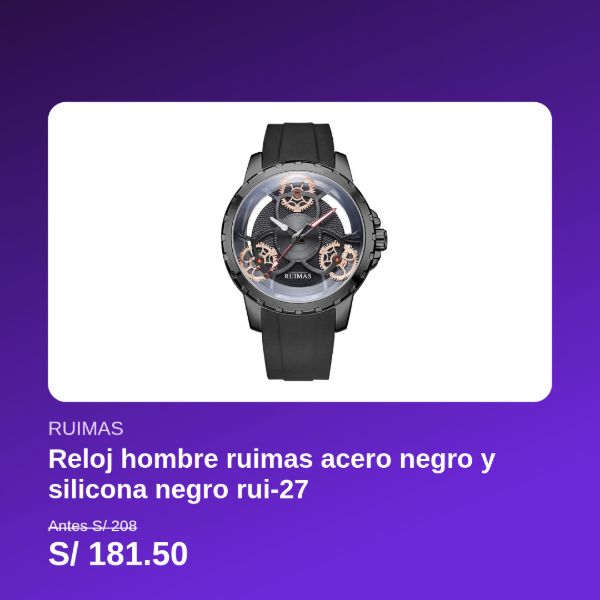 RUIMAS
RUIMAS
Reloj hombre ruimas acero negro y
silicona negro rui-27
Antes S/ 208
S/ 181.50